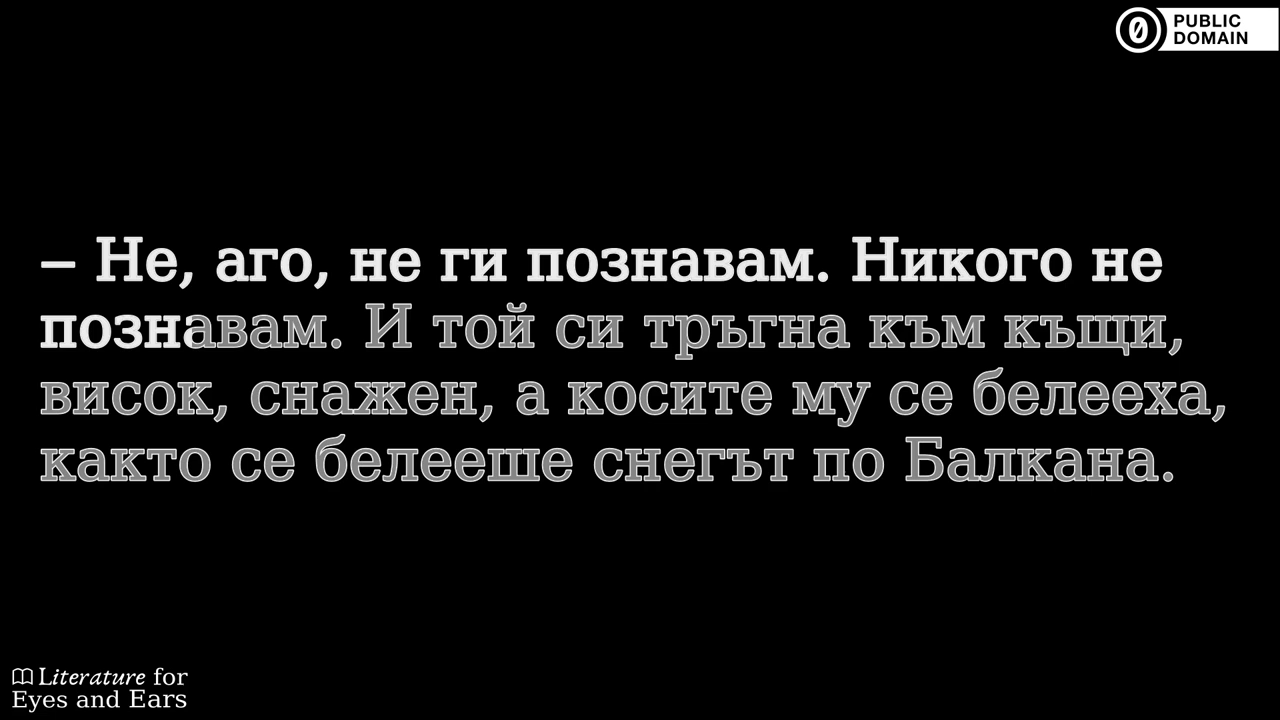 PUBLIC
DOMAIN
– Не, аго, не ги познавам. Никого не
познавам. И той си тръгна към къщи,
висок, снажен, а косите му се белееха,
както се белееше снегът по Балкана.
Literature for
Eyes and Ears